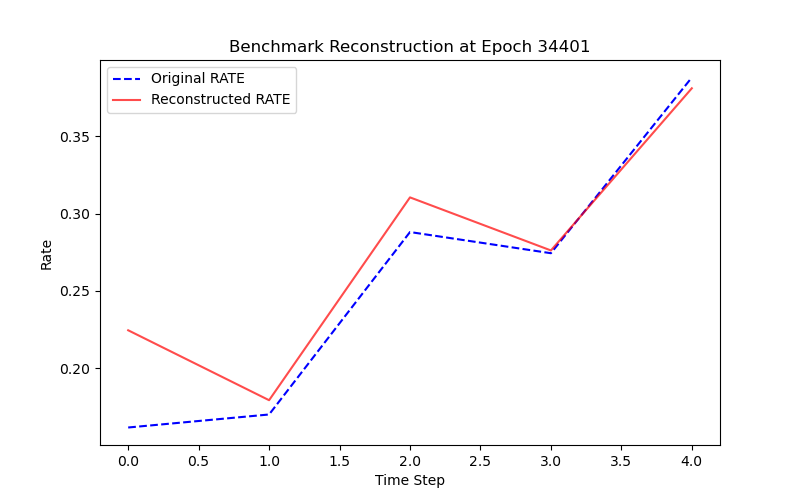 Benchmark Reconstruction at Epoch 34401
Original RATE
Reconstructed RATE
0.35
0.30
0.25
0.20
Rate
0.0 0.5 1.0 1.5 2.0 2.5 3.0 3.5 4.0
Time Step